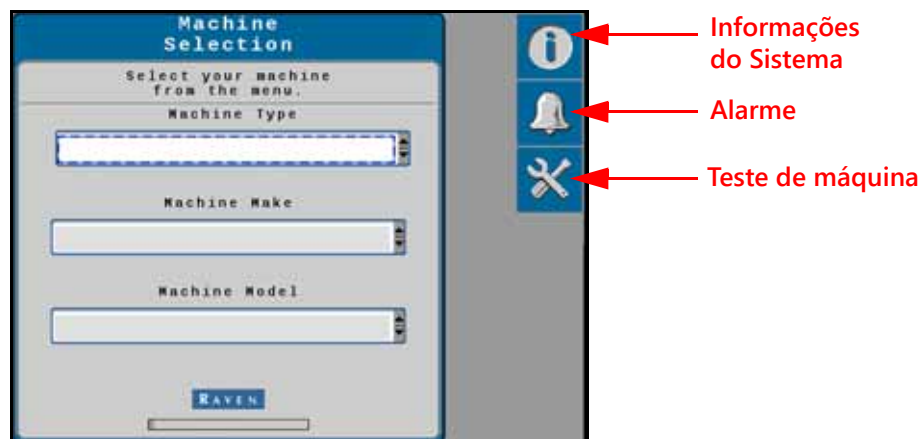 Machine
Selection
Select your machine
from the menu.
Machine Type
Machine Make
Machine Model
RAVEN
Informações
do Sistema
Alarme
Teste de máquina